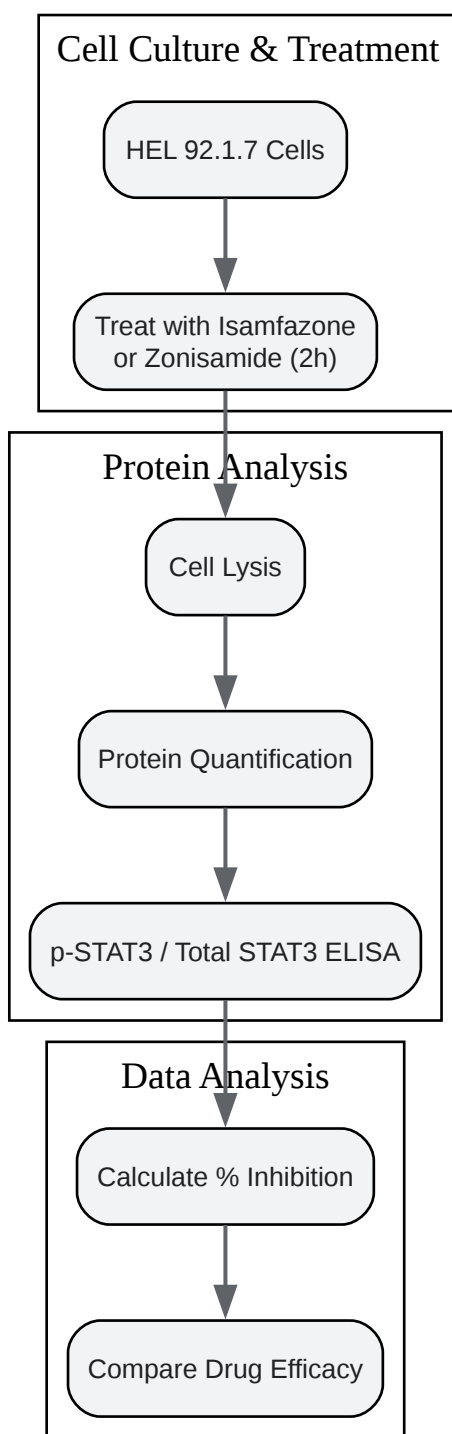 Cell Culture & Treatment
HEL 92.1.7 Cells
Treat with Isamfazone
or Zonisamide (2h)
Protein Analysis
Cell Lysis
Protein Quantification
p-STAT3 / Total STAT3 ELISA
Data Analysis
Calculate % Inhibition
Compare Drug Efficacy